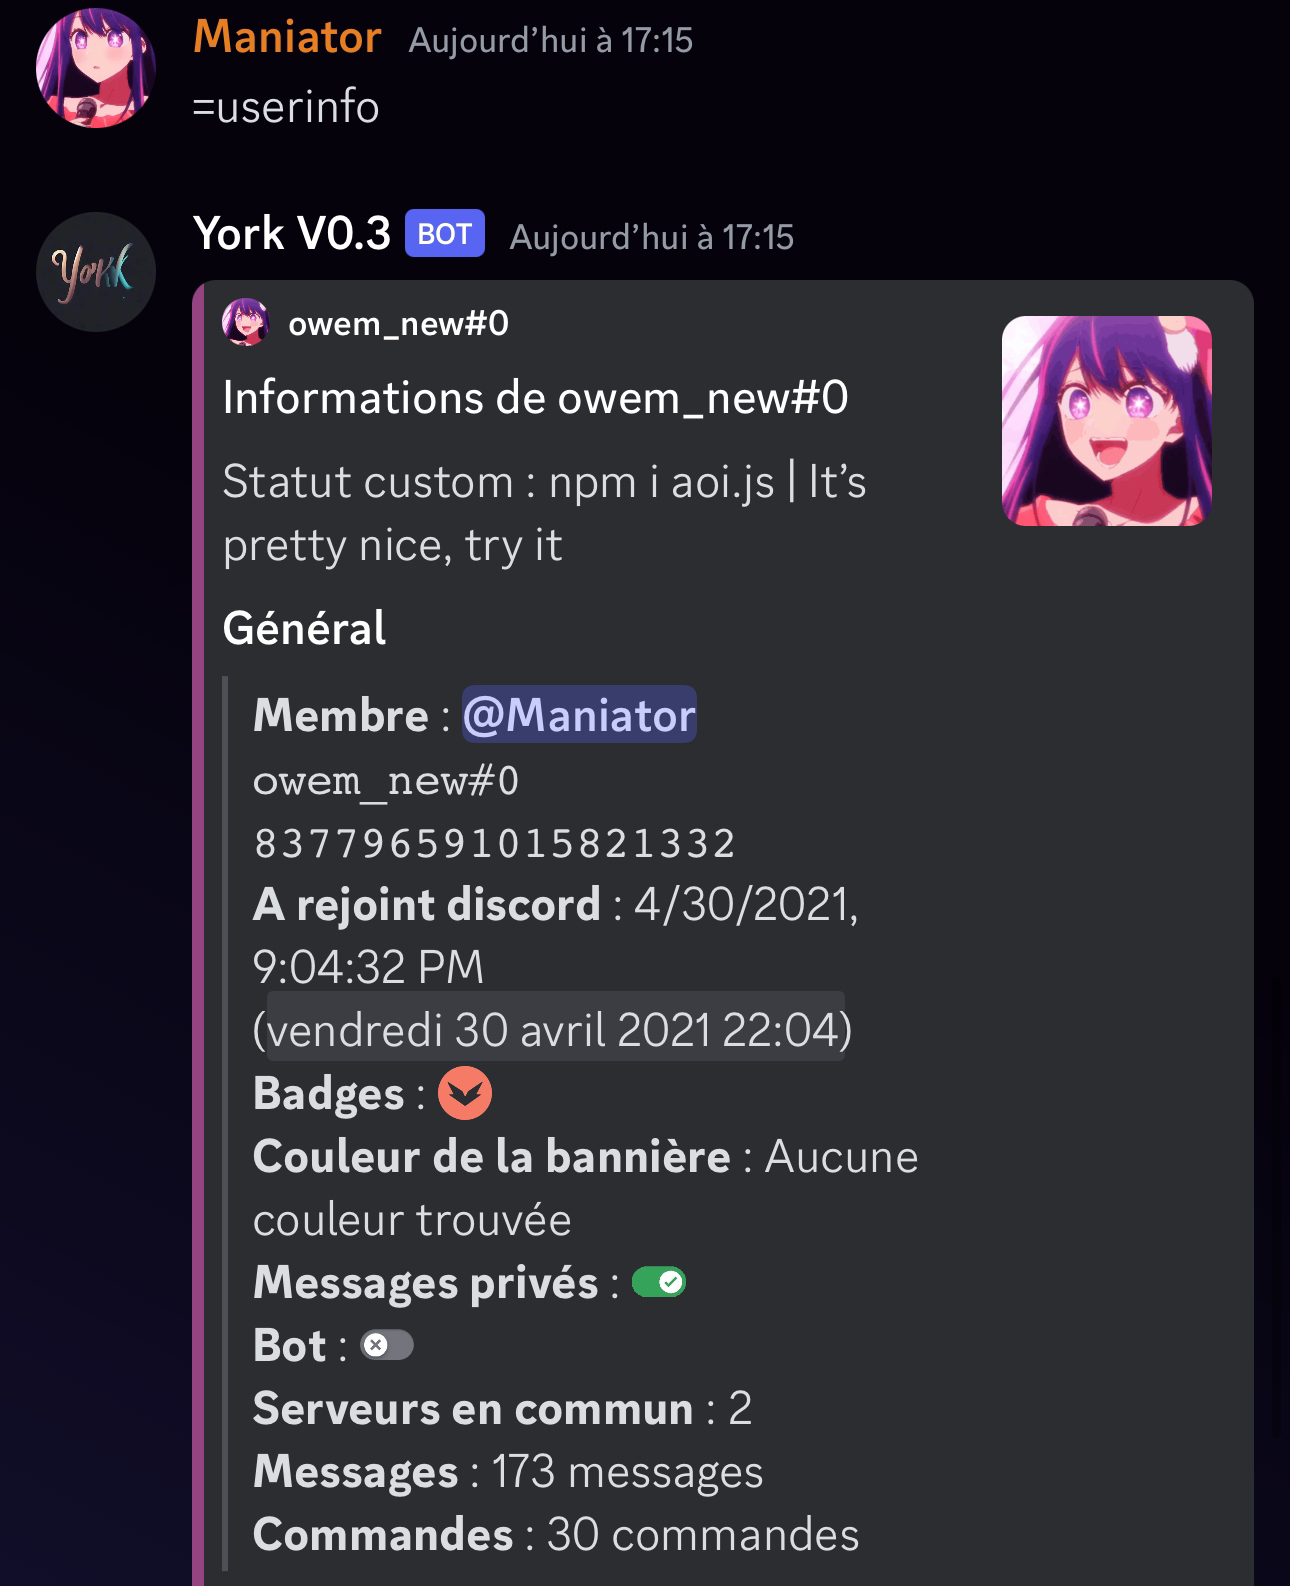 Maniator Aujourd’hui à 17:15
=userinfo
York
York V0.3 BOT Aujourd’hui à 17:15
owem_new#0
Informations de owem_new#0
Statut custom : npm i aoi.js | It’s
pretty nice, try it
Général
Membre : @Maniator
owem_new#0
837796591015821332
A rejoint discord : 4/30/2021,
9:04:32 PM
(vendredi 30 avril 2021 22:04)
Badges :
Couleur de la bannière : Aucune
couleur trouvée
Messages privés :
Bot :
Serveurs en commun : 2
Messages : 173 messages
Commandes : 30 commandes